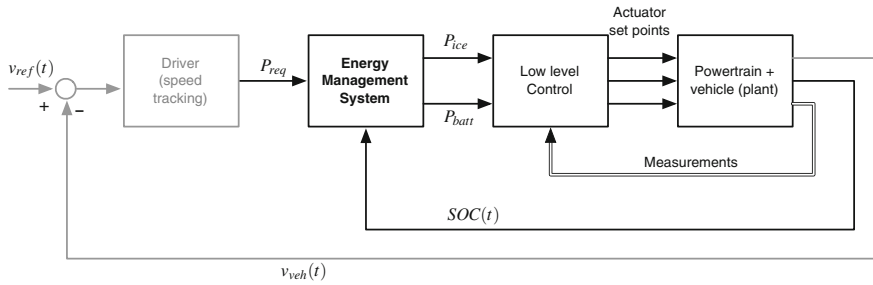 Actuator
set points
v_ref(t)
+
−
Driver
(speed
tracking)
P_req
Energy
Management
System
P_ice
P_batt
Low level
Control
Powertrain +
vehicle (plant)
Measurements
SOC(t)
v_veh(t)